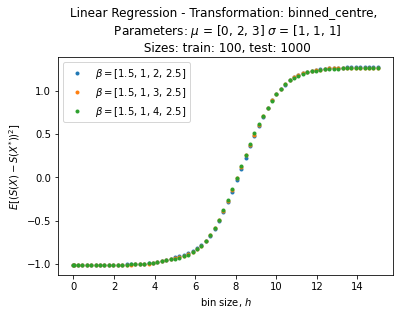 Linear Regression - Transformation: binned_centre,
Parameters: μ = [0, 2, 3] σ = [1, 1, 1]
Sizes: train: 100, test: 1000
β = [1.5, 1, 2, 2.5]
β = [1.5, 1, 3, 2.5]
β = [1.5, 1, 4, 2.5]
E[(S(X) − S(X*))²]
1.0
0.5
0.0
−0.5
−1.0
0 2 4 6 8 10 12 14
bin size, h